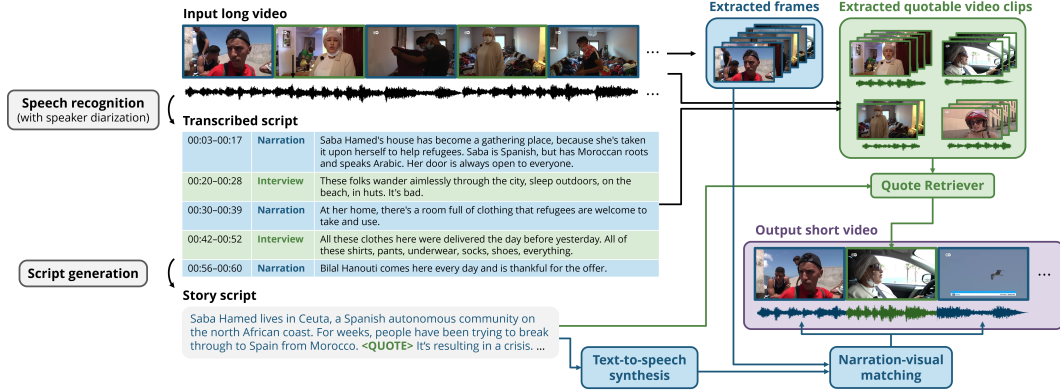 Input long video
...
Extracted frames
Extracted quotable video clips
Speech recognition
(with speaker diarization)
Transcribed script
00:03–00:17 Narration Saba Hamed's house has become a gathering place, because she's taken
it upon herself to help refugees. Saba is Spanish, but has Moroccan roots
and speaks Arabic. Her door is always open to everyone.
00:20–00:28 Interview These folks wander aimlessly through the city, sleep outdoors, on the
beach, in huts. It's bad.
00:30–00:39 Narration At her home, there's a room full of clothing that refugees are welcome to
take and use.
00:42–00:52 Interview All these clothes here were delivered the day before yesterday. All of
these shirts, pants, underwear, socks, shoes, everything.
00:56–00:60 Narration Bilal Hanouti comes here every day and is thankful for the offer.
Quote Retriever
Output short video
...
Script generation
Story script
Saba Hamed lives in Ceuta, a Spanish autonomous community on
the north African coast. For weeks, people have been trying to break
through to Spain from Morocco. <QUOTE> It's resulting in a crisis. ...
Text-to-speech
synthesis
Narration-visual
matching